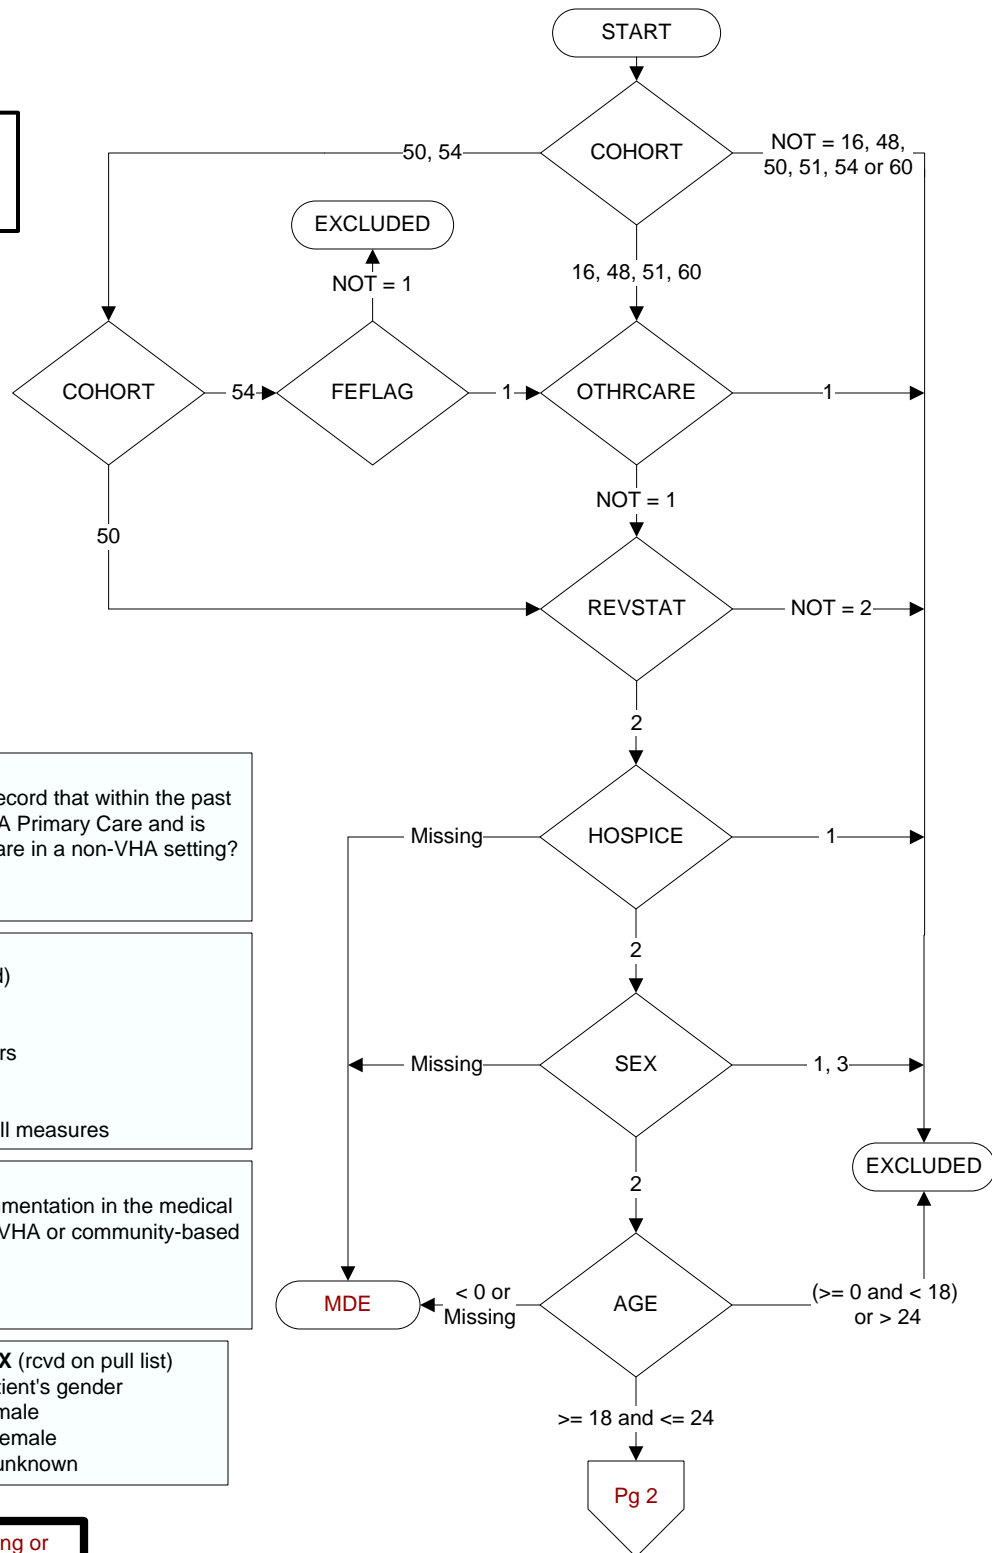 START
COHORT
50, 54
NOT = 16, 48,
50, 51, 54 or 60
EXCLUDED
NOT = 1
16, 48, 51, 60
COHORT
54
FEFLAG
1
OTHRCARE
1
NOT = 1
50
REVSTAT
NOT = 2
2
ecord that within the past
A Primary Care and is
are in a non-VHA setting?
Missing
HOSPICE
1
2
d)
rs
ll measures
Missing
SEX
1, 3
EXCLUDED
2
umentation in the medical
VHA or community-based
MDE
< 0 or
Missing
AGE
(>= 0 and < 18)
or > 24
X (rcvd on pull list)
tient's gender
male
emale
unknown
>= 18 and <= 24
Pg 2
ng or